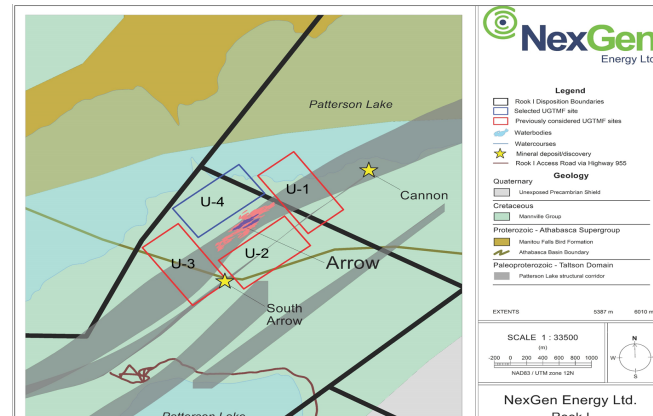 Patterson Lake
Cannon
U-1
U-4
U-2
U-3
Arrow
South
Arrow
Patterson Lake
NexGen
Energy Ltd
Legend
Rook I Disposition Boundaries
Selected UGTMF site
Previously considered UGTMF sites
Waterbodies
Watercourses
Mineral deposit/discovery
Rook I Access Road via Highway 955
Geology
Quaternary
Unexposed Precambrian Shield
Cretaceous
Mannville Group
Proterozoic - Athabasca Supergroup
Manitou Falls Bird Formation
Athabasca Basin Boundary
Paleoproterozoic - Taltson Domain
Patterson Lake structural corridor
EXTENTS 5387 m 6010 m
SCALE 1 : 33500
(m)
-200 0 200 400 600 800 1000
NAD83 / UTM zone 12N
N
W
S
NexGen Energy Ltd.
Rook I